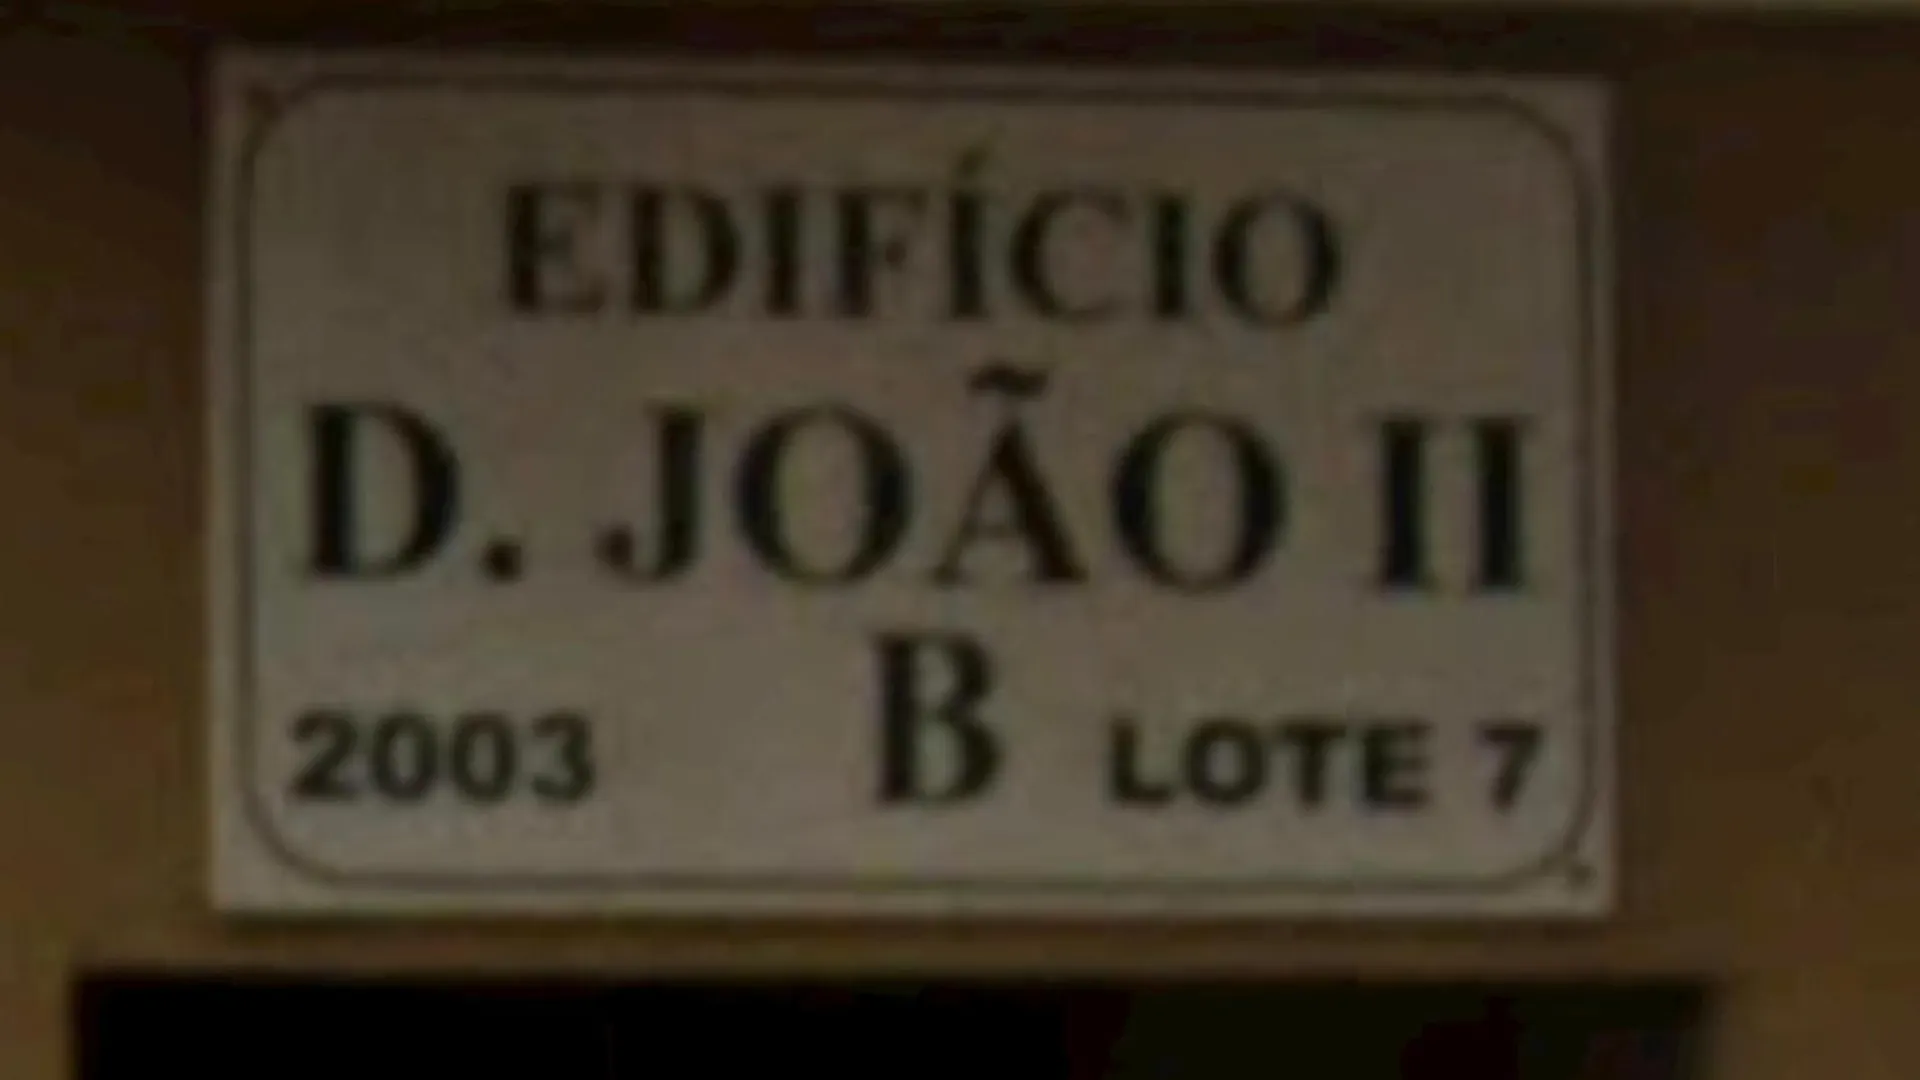 EDIFÍCIO
D. JOÃO II
B
2003 LOTE 7